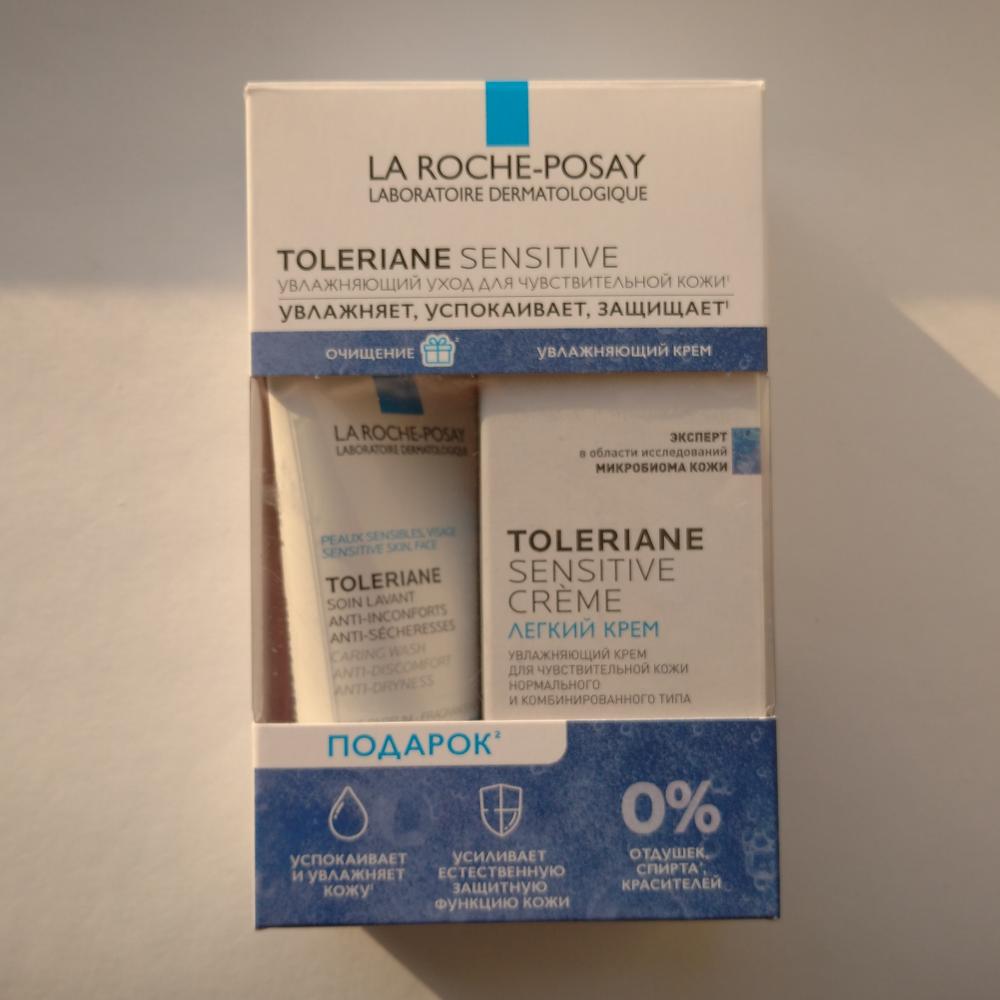 LA ROCHE-POSAY
LABORATOIRE DERMATOLOGIQUE
TOLERIANE SENSITIVE
УВЛАЖНЯЮЩИЙ УХОД ДЛЯ ЧУВСТВИТЕЛЬНОЙ КОЖИ¹
УВЛАЖНЯЕТ, УСПОКАИВАЕТ, ЗАЩИЩАЕТ¹
ОЧИЩЕНИЕ ²
УВЛАЖНЯЮЩИЙ КРЕМ
LA ROCHE-POSAY
LABORATOIRE DERMATOLOGIQUE
PEAUX SENSIBLES, VISAGE
SENSITIVE SKIN, FACE
TOLERIANE
SOIN LAVANT
ANTI-INCONFORTS
ANTI-SÉCHERESSES
CARING WASH
ANTI-DISCOMFORT
ANTI-DRYNESS
ЭКСПЕРТ
в области исследований
МИКРОБИОМА КОЖИ
TOLERIANE
SENSITIVE
CRÈME
ЛЕГКИЙ КРЕМ
УВЛАЖНЯЮЩИЙ КРЕМ
ДЛЯ ЧУВСТВИТЕЛЬНОЙ КОЖИ
НОРМАЛЬНОГО
И КОМБИНИРОВАННОГО ТИПА
ПОДАРОК²
УСПОКАИВАЕТ
И УВЛАЖНЯЕТ
КОЖУ¹
УСИЛИВАЕТ
ЕСТЕСТВЕННУЮ
ЗАЩИТНУЮ
ФУНКЦИЮ КОЖИ
0%
ОТДУШЕК,
СПИРТА*,
КРАСИТЕЛЕЙ